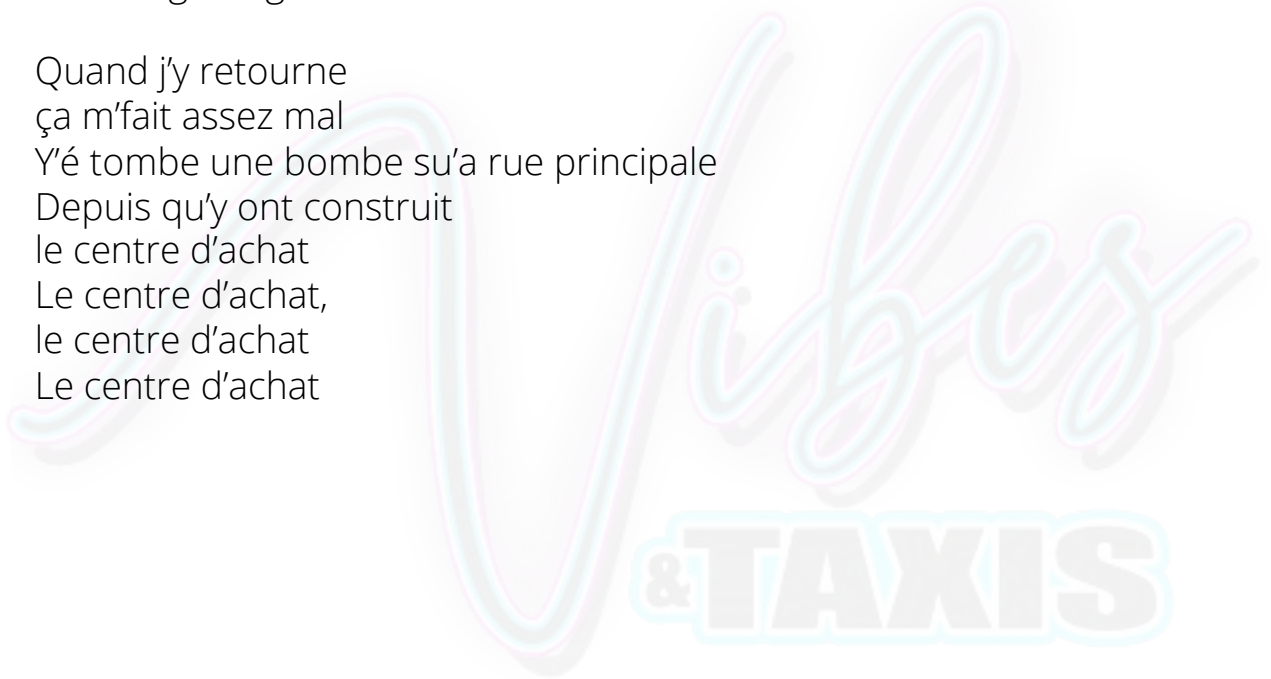 Quand j’y retourne
ça m’fait assez mal
Y’é tombe une bombe su’a rue principale
Depuis qu’y ont construit
le centre d’achat
Le centre d’achat,
le centre d’achat
Le centre d’achat
Vibes
&TAXIS